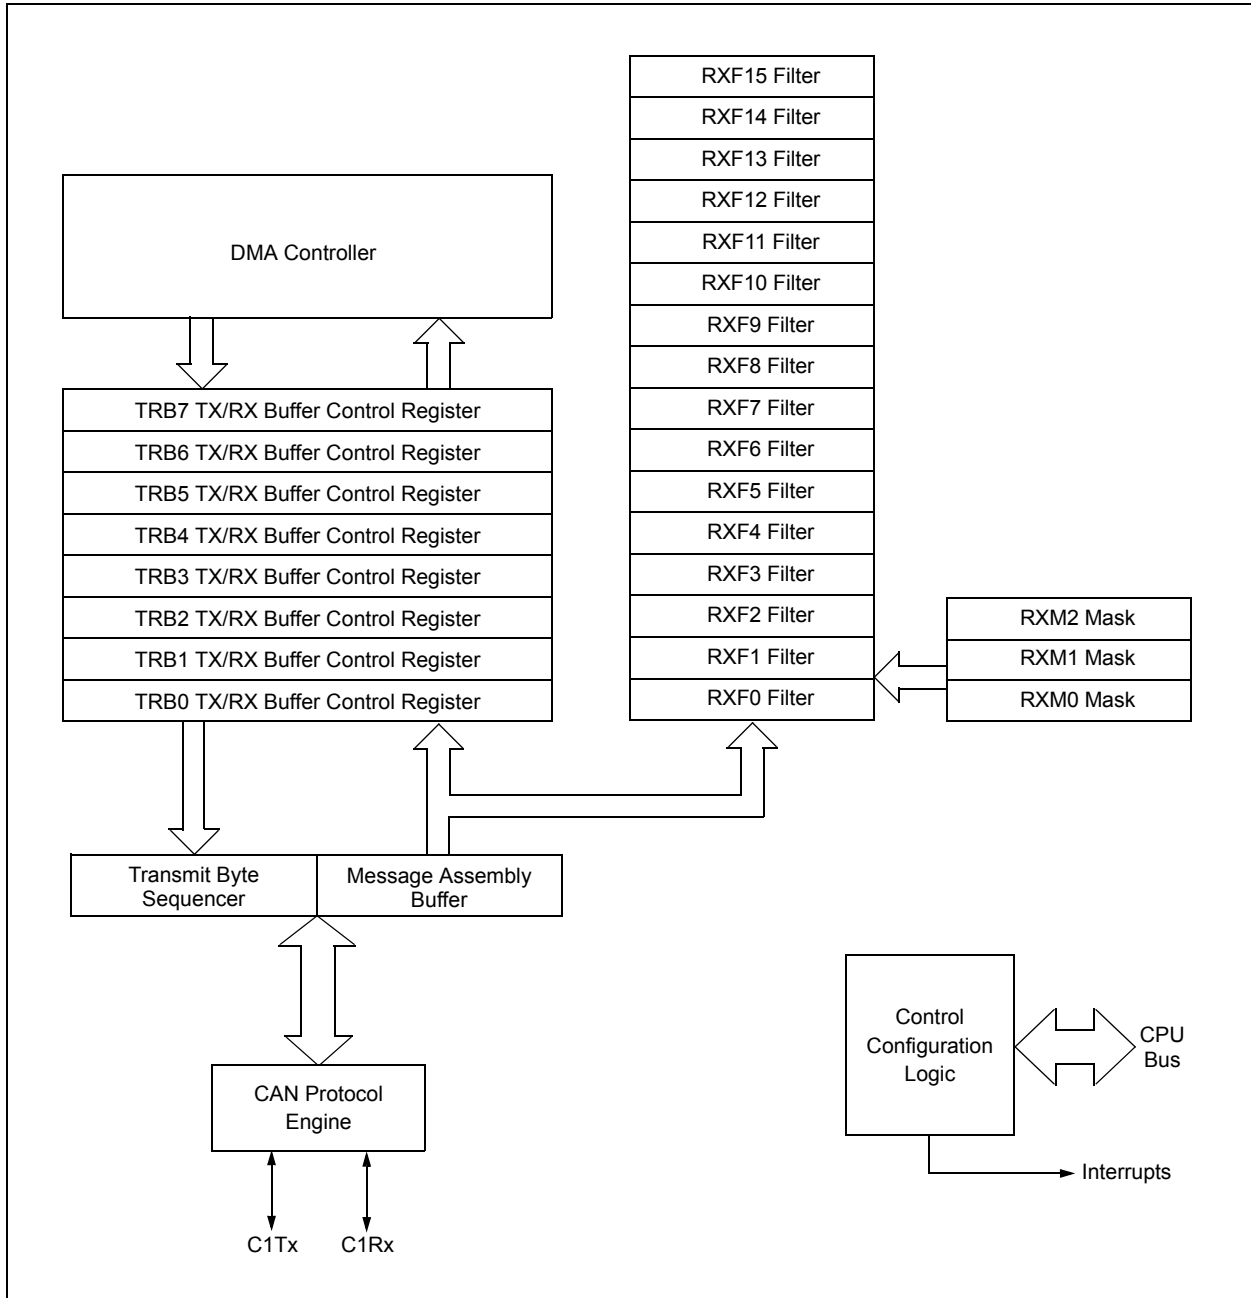 DMA Controller
TRB7 TX/RX Buffer Control Register
TRB6 TX/RX Buffer Control Register
TRB5 TX/RX Buffer Control Register
TRB4 TX/RX Buffer Control Register
TRB3 TX/RX Buffer Control Register
TRB2 TX/RX Buffer Control Register
TRB1 TX/RX Buffer Control Register
TRB0 TX/RX Buffer Control Register
RXF15 Filter
RXF14 Filter
RXF13 Filter
RXF12 Filter
RXF11 Filter
RXF10 Filter
RXF9 Filter
RXF8 Filter
RXF7 Filter
RXF6 Filter
RXF5 Filter
RXF4 Filter
RXF3 Filter
RXF2 Filter
RXF1 Filter
RXF0 Filter
RXM2 Mask
RXM1 Mask
RXM0 Mask
Transmit Byte
Sequencer
Message Assembly
Buffer
CAN Protocol
Engine
C1Tx
C1Rx
Control
Configuration
Logic
CPU
Bus
Interrupts